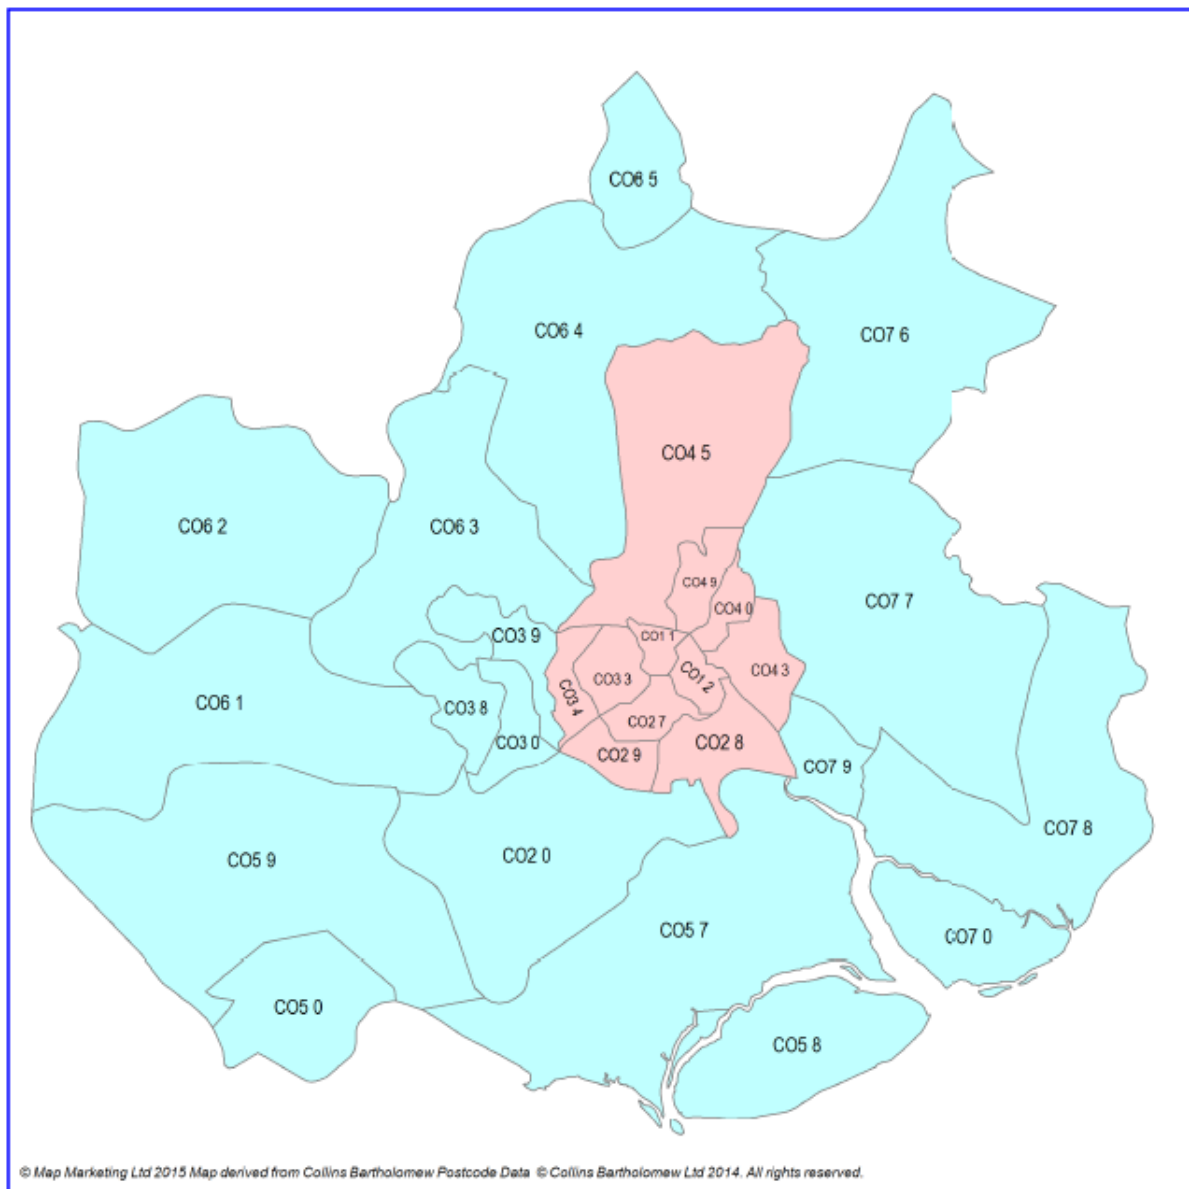 CO6 5
CO6 4
CO7 6
CO4 5
CO6 2
CO6 3
CO4 9
CO4 0
CO7 7
CO3 9
CO1 1
CO3 3
CO1 2
CO4 3
CO6 1
CO3 8
CO3 4
CO3 0
CO2 7
CO2 8
CO2 9
CO7 9
CO7 8
CO2 0
CO5 9
CO5 7
CO7 0
CO5 0
CO5 8
© Map Marketing Ltd 2015 Map derived from Collins Bartholomew Postcode Data © Collins Bartholomew Ltd 2014. All rights reserved.